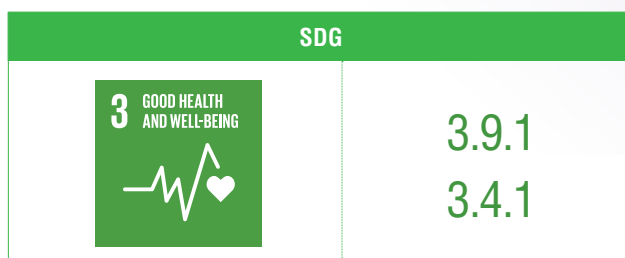 SDG
3 GOOD HEALTH
AND WELL-BEING
3.9.1
3.4.1